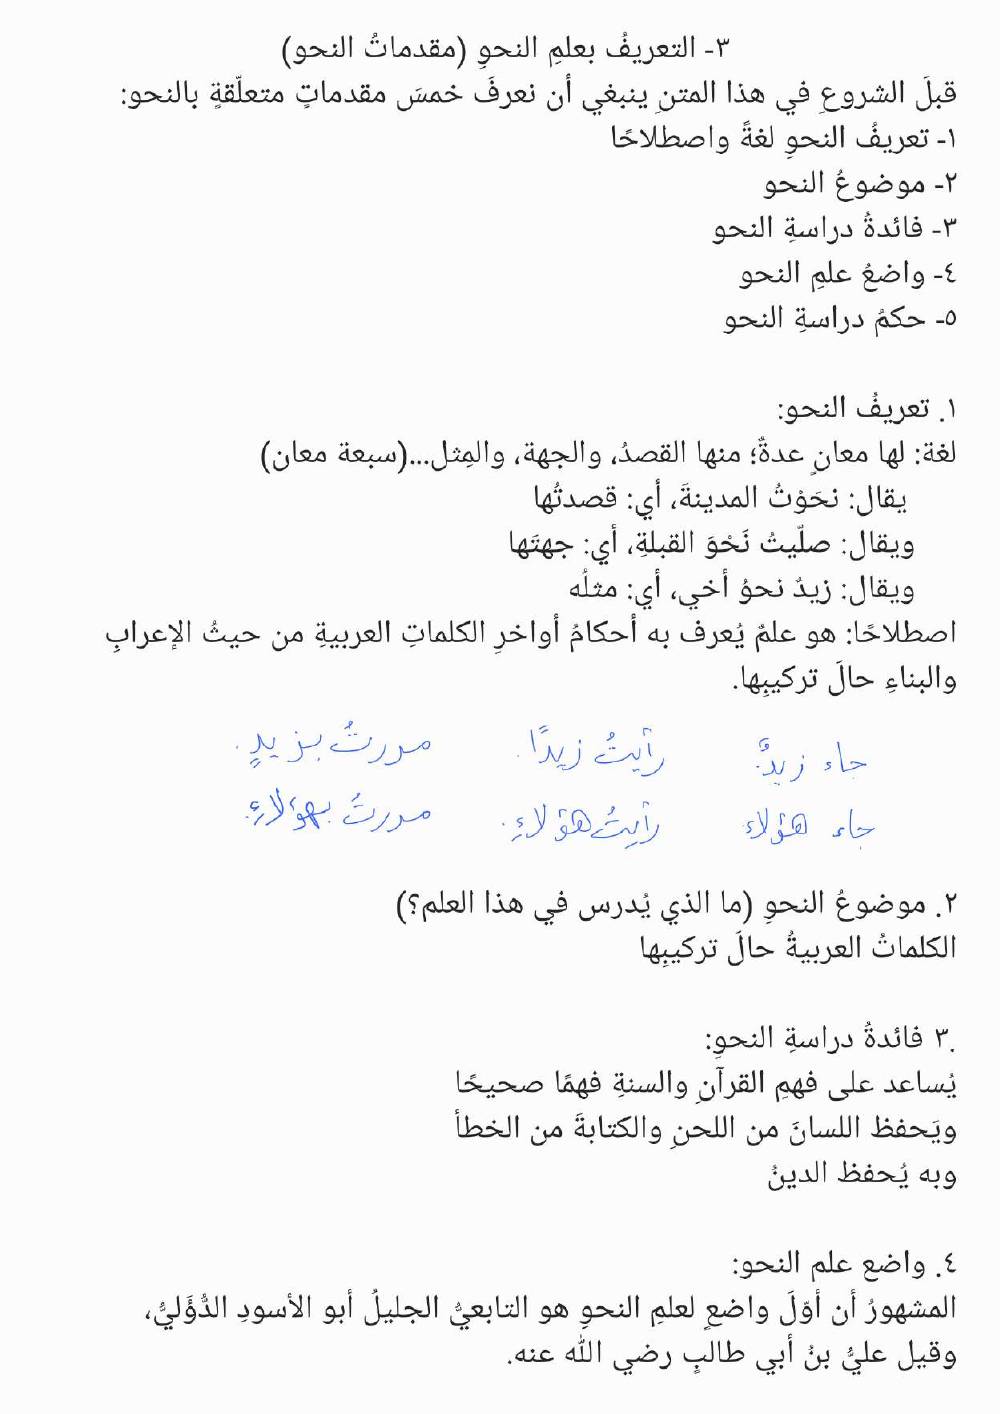 ٣- التعريفُ بعلمِ النحوِ (مقدماتُ النحو)
قبلَ الشروعِ في هذا المتنِ ينبغي أن نعرفَ خمسَ مقدماتٍ متعلّقةٍ بالنحو:
١- تعريفُ النحوِ لغةً واصطلاحًا
٢- موضوعُ النحو
٣- فائدةُ دراسةِ النحو
٤- واضعُ علمِ النحو
٥- حكمُ دراسةِ النحو
١. تعريفُ النحو:
لغة: لها معانٍ عدةٌ؛ منها القصدُ، والجهة، والمِثل...(سبعة معان)
يقال: نحَوْتُ المدينةَ، أي: قصدتُها
ويقال: صلّيتُ نَحْوَ القبلةِ، أي: جهتَها
ويقال: زيدٌ نحوُ أخي، أي: مثلُه
اصطلاحًا: هو علمٌ يُعرف به أحكامُ أواخرِ الكلماتِ العربيةِ من حيثُ الإعرابِ
والبناءِ حالَ تركيبِها.
جاء زيدٌ. رأيتُ زيدًا. مررتُ بزيدٍ.
جاء هؤلاء رأيتُ هؤلاءِ. مررتُ بهؤلاءِ.
٢. موضوعُ النحوِ (ما الذي يُدرس في هذا العلم؟)
الكلماتُ العربيةُ حالَ تركيبِها
.٣ فائدةُ دراسةِ النحوِ:
يُساعد على فهمِ القرآنِ والسنةِ فهمًا صحيحًا
ويَحفظ اللسانَ من اللحنِ والكتابةَ من الخطأ
وبه يُحفظ الدينُ
٤. واضع علم النحو:
المشهورُ أن أوّلَ واضعٍ لعلمِ النحوِ هو التابعيُّ الجليلُ أبو الأسودِ الدُّؤَليُّ،
وقيل عليُّ بنُ أبي طالبٍ رضي الله عنه.